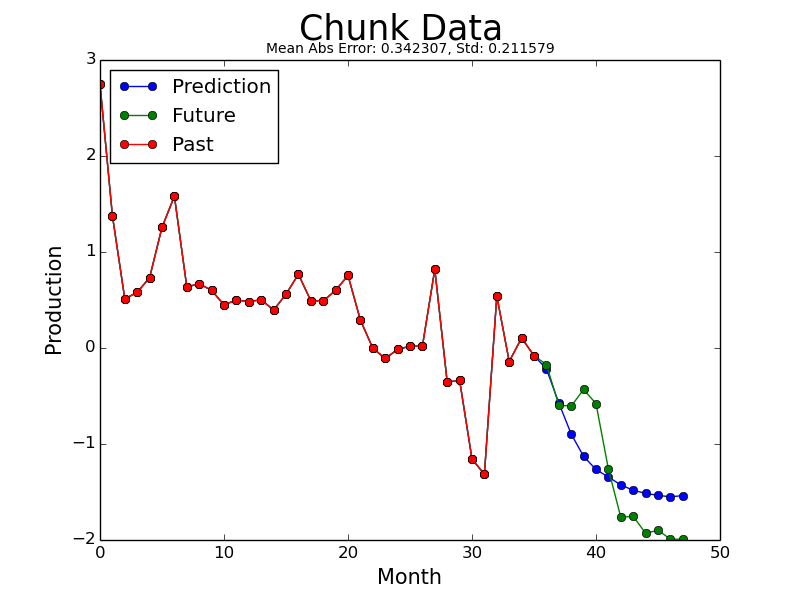 Chunk Data
Mean Abs Error: 0.342307, Std: 0.211579
Prediction
Future
Past
3
2
1
0
−1
−2
Production
0 10 20 30 40 50
Month